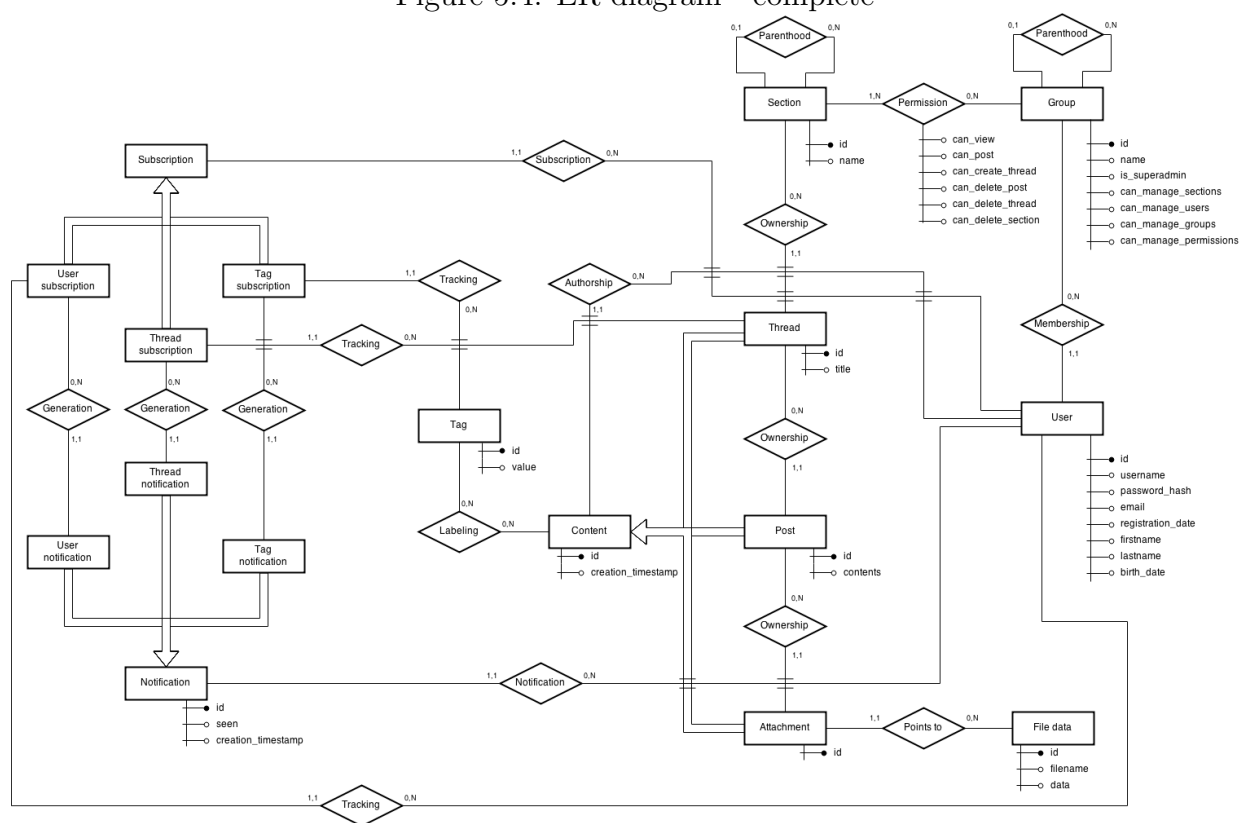 Figure ER diagram - complete
0,1
Parenthood
0,N
0,1
Parenthood
0,N
Section
1,N
Permission
0,N
Group
id
name
can_view
can_post
can_create_thread
can_delete_post
can_delete_thread
can_delete_section
id
name
is_superadmin
can_manage_sections
can_manage_users
can_manage_groups
can_manage_permissions
Subscription
1,1
Subscription
0,N
0,N
Ownership
1,1
User
subscription
Tag
subscription
1,1
Tracking
0,N
Authorship
0,N
1,1
Thread
subscription
1,1
Tracking
0,N
Thread
id
title
0,N
Membership
1,1
0,N
Generation
1,1
0,N
Generation
1,1
0,N
Generation
1,1
Tag
id
value
0,N
Ownership
1,1
User
id
username
password_hash
email
registration_date
firstname
lastname
birth_date
Thread
notification
User
notification
Tag
notification
0,N
Labeling
0,N
Content
id
creation_timestamp
Post
id
contents
0,N
Ownership
1,1
Notification
id
seen
creation_timestamp
1,1
Notification
0,N
Attachment
id
1,1
Points to
0,N
File data
id
filename
data
1,1
Tracking
0,N